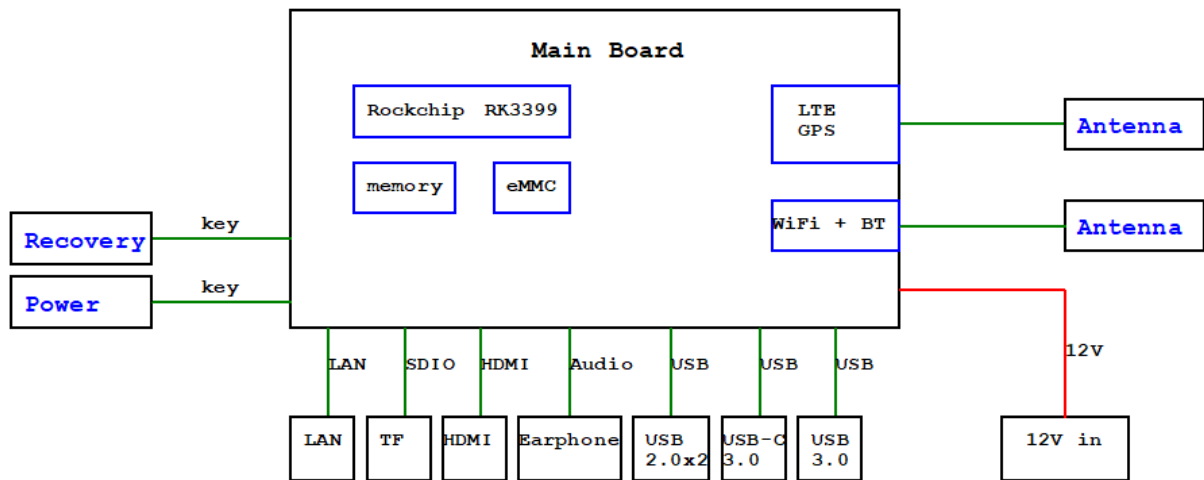 Main Board
Rockchip RK3399
LTE
GPS
Antenna
memory
eMMC
WiFi + BT
Antenna
key
Recovery
key
Power
LAN
SDIO
HDMI
Audio
USB
USB
USB
12V
LAN
TF
HDMI
Earphone
USB
2.0x2
USB-C
3.0
USB
3.0
12V in